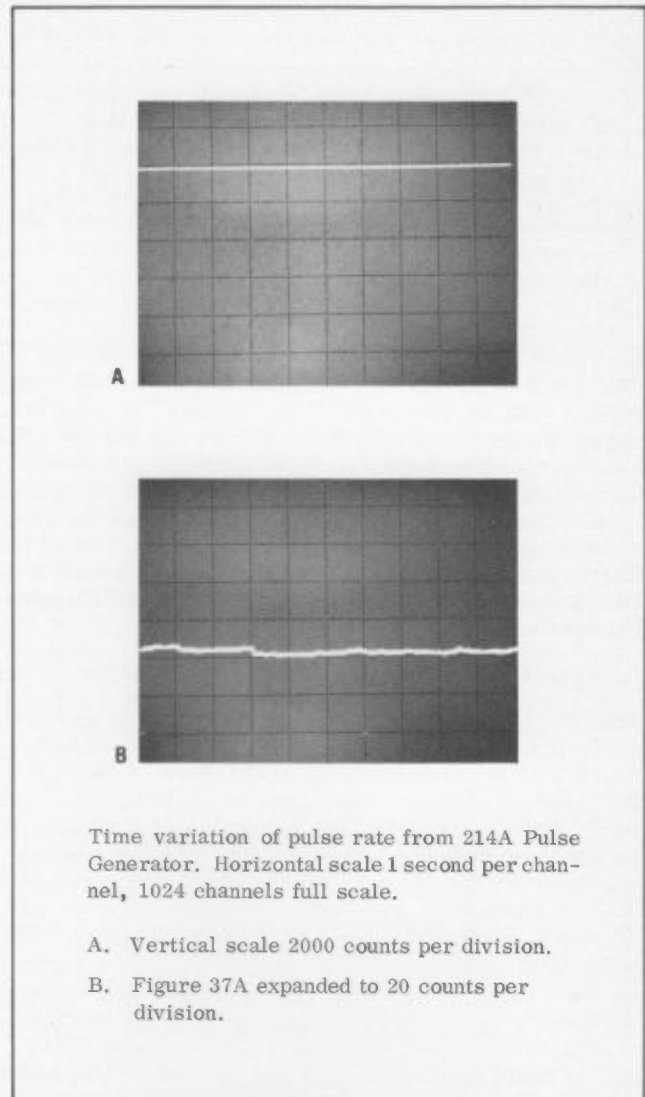 A
B
Time variation of pulse rate from 214A Pulse
Generator. Horizontal scale 1 second per chan-
nel, 1024 channels full scale.
A. Vertical scale 2000 counts per division.
B. Figure 37A expanded to 20 counts per
division.